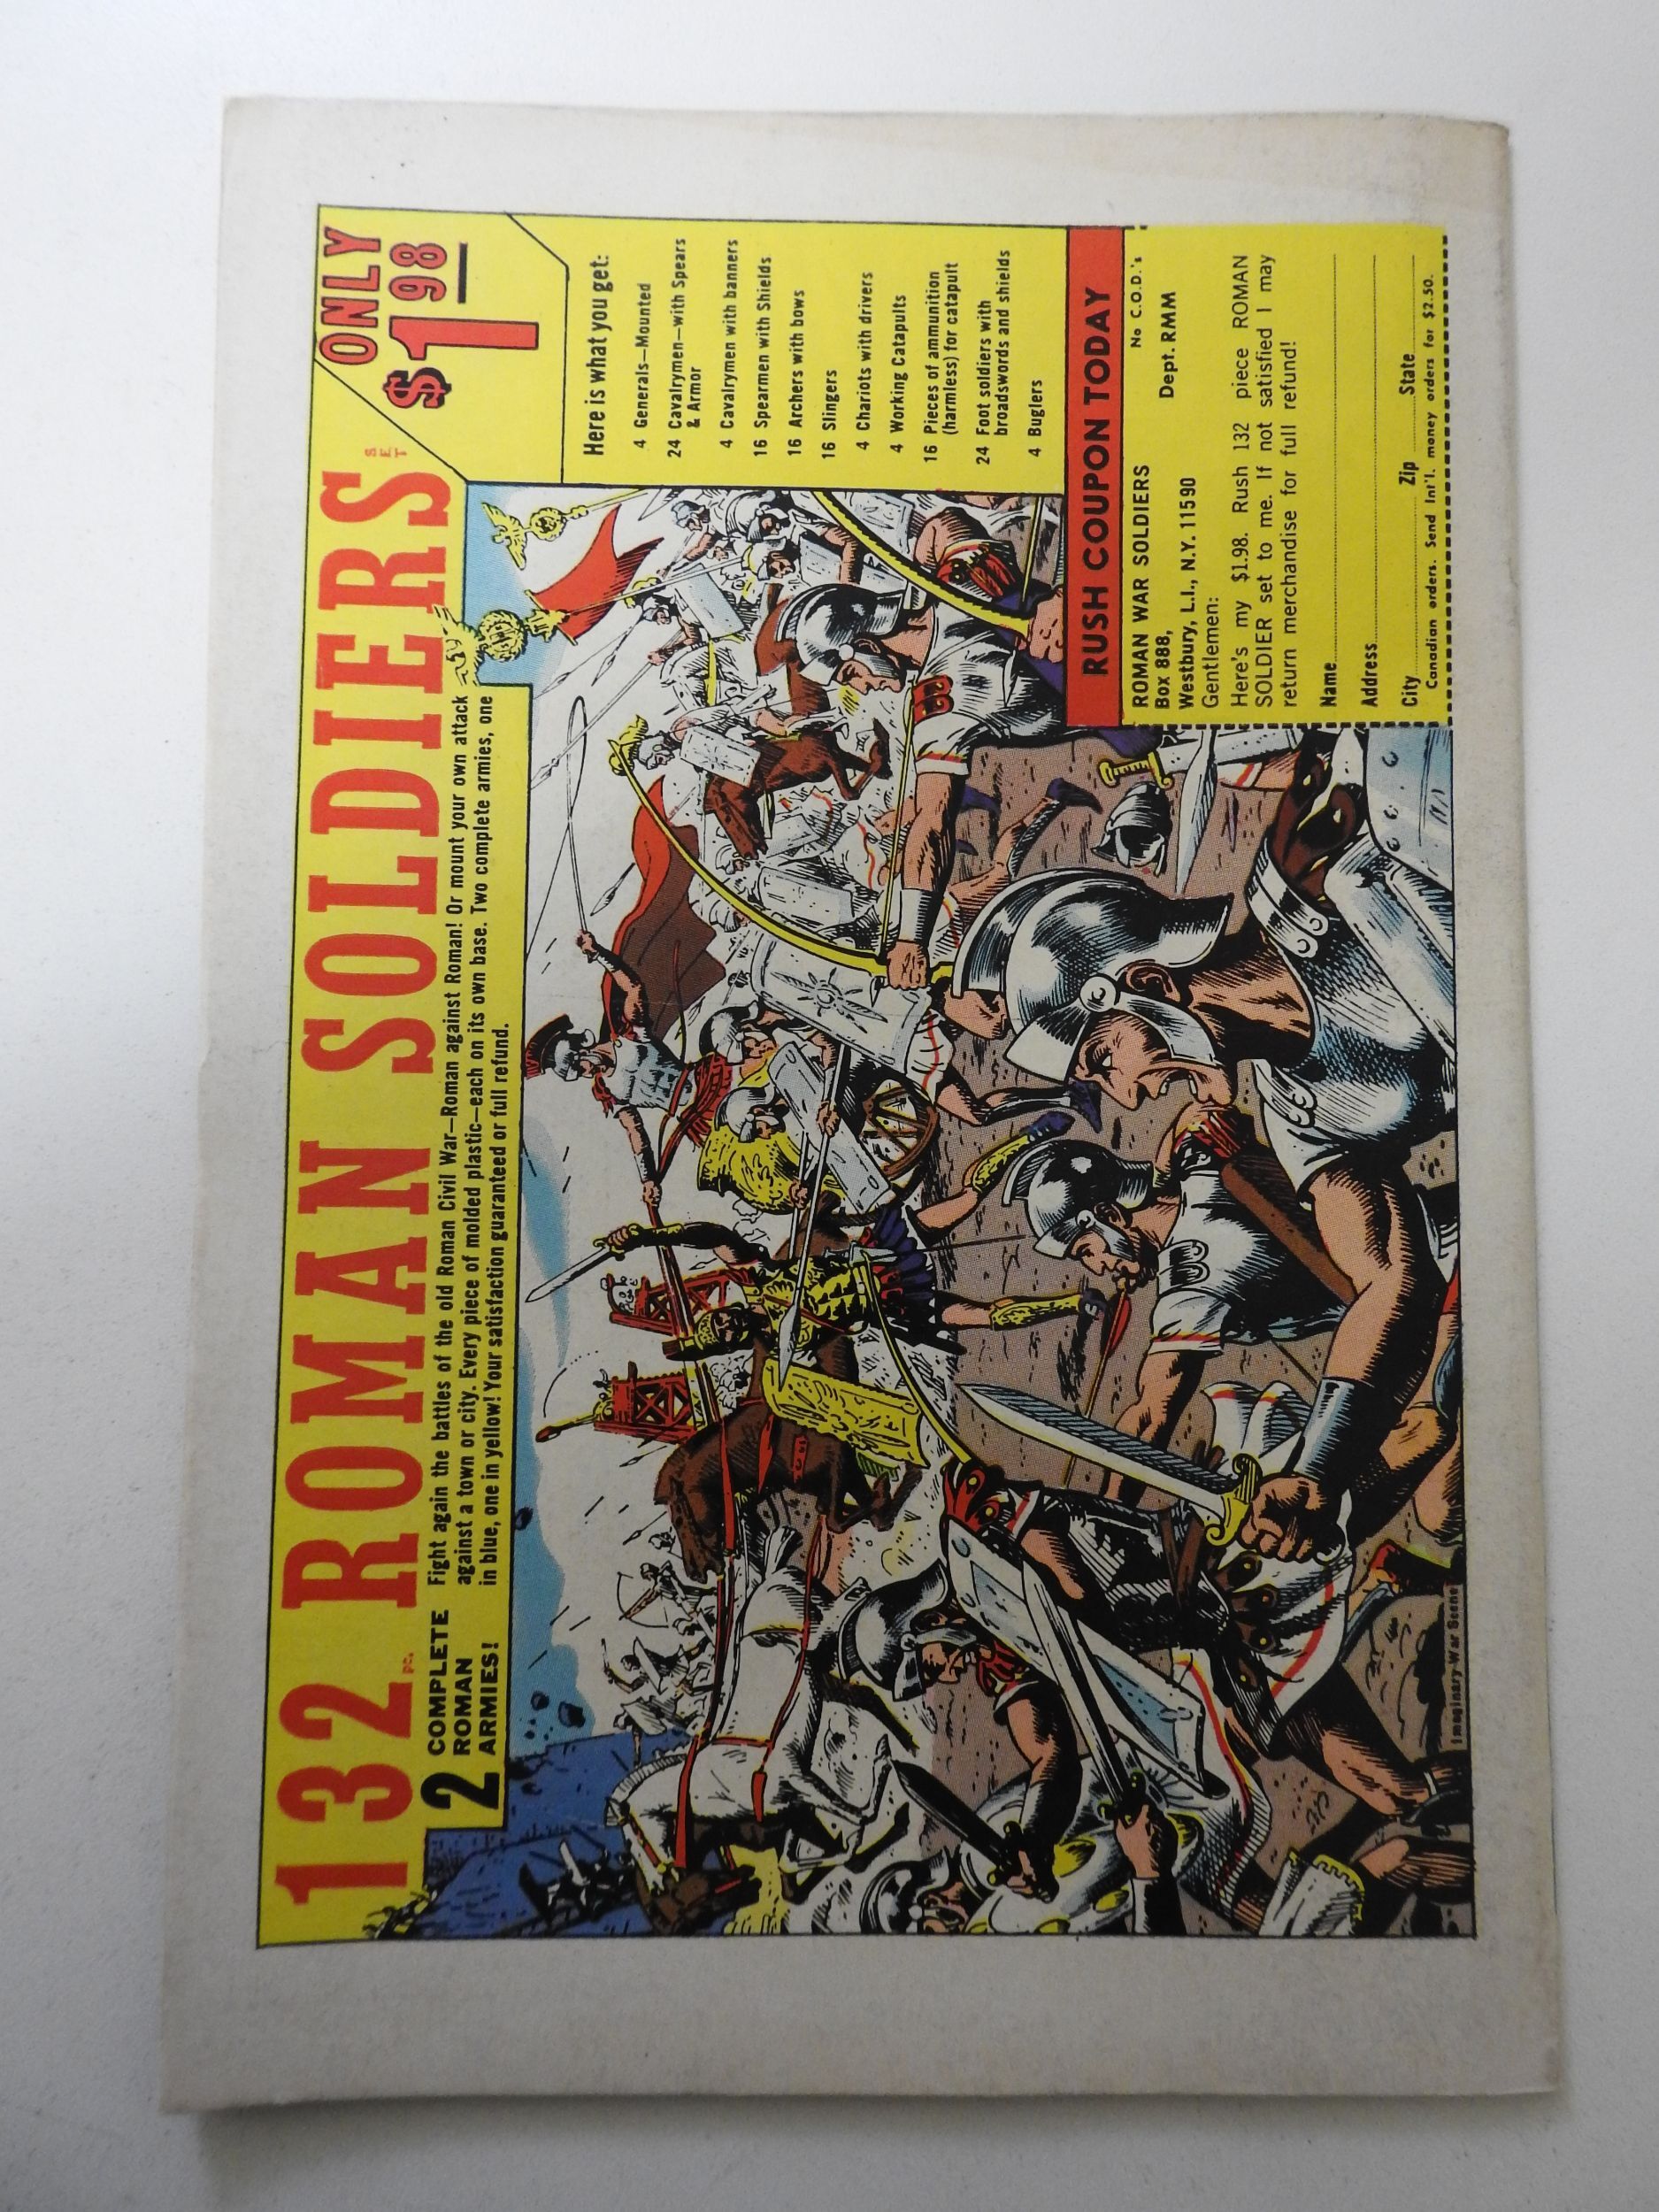 132 pc. ROMAN SOLDIERS SET
ONLY
$1.98
2 COMPLETE
ROMAN
ARMIES!
Fight again the battles of the old Roman Civil War—Roman against Roman! Or mount your own attack
against a town or city. Every piece of molded plastic—each on its own base. Two complete armies, one
in blue, one in yellow! Your satisfaction guaranteed or full refund.
Here is what you get:
4 Generals—Mounted
24 Cavalrymen—with Spears
& Armor
4 Cavalrymen with banners
16 Spearmen with Shields
16 Archers with bows
16 Slingers
4 Chariots with drivers
4 Working Catapults
16 Pieces of ammunition
(harmless) for catapult
24 Foot soldiers with
broadswords and shields
4 Buglers
RUSH COUPON TODAY
ROMAN WAR SOLDIERS No C.O.D.'s
Box 888, Dept. RMM
Westbury, L.I., N.Y. 11590
Gentlemen:
Here's my $1.98. Rush 132 piece ROMAN
SOLDIER set to me. If not satisfied I may
return merchandise for full refund!
Name
Address
City Zip State
Canadian orders. Send Int'l. money orders for $2.50.
Imaginary War Scene